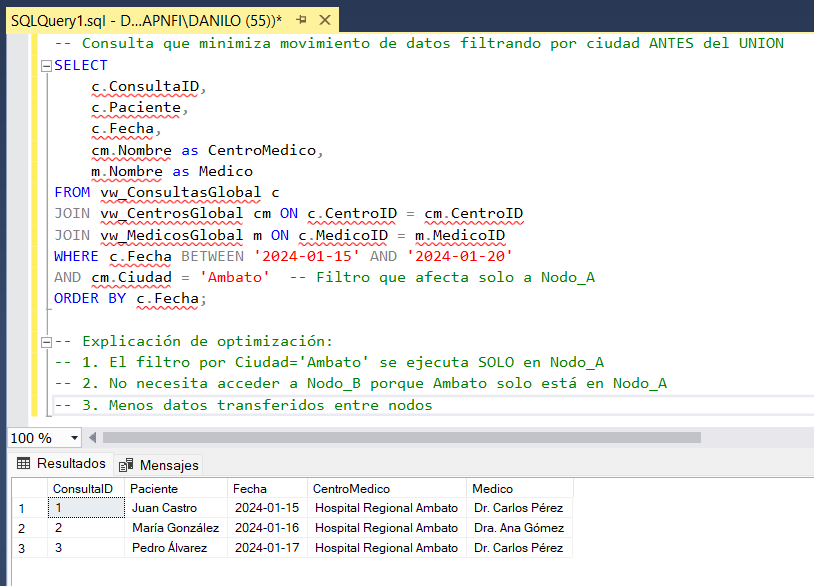 SQLQuery1.sql - D...APNFI\DANILO (55))*
-- Consulta que minimiza movimiento de datos filtrando por ciudad ANTES del UNION
SELECT
c.ConsultaID,
c.Paciente,
c.Fecha,
cm.Nombre as CentroMedico,
m.Nombre as Medico
FROM vw_ConsultasGlobal c
JOIN vw_CentrosGlobal cm ON c.CentroID = cm.CentroID
JOIN vw_MedicosGlobal m ON c.MedicoID = m.MedicoID
WHERE c.Fecha BETWEEN '2024-01-15' AND '2024-01-20'
AND cm.Ciudad = 'Ambato'  -- Filtro que afecta solo a Nodo_A
ORDER BY c.Fecha;
-- Explicación de optimización:
-- 1. El filtro por Ciudad='Ambato' se ejecuta SOLO en Nodo_A
-- 2. No necesita acceder a Nodo_B porque Ambato solo está en Nodo_A
-- 3. Menos datos transferidos entre nodos
100 %
Resultados Mensajes
ConsultaID Paciente Fecha CentroMedico Medico
1 1 Juan Castro 2024-01-15 Hospital Regional Ambato Dr. Carlos Pérez
2 2 María González 2024-01-16 Hospital Regional Ambato Dra. Ana Gómez
3 3 Pedro Álvarez 2024-01-17 Hospital Regional Ambato Dr. Carlos Pérez